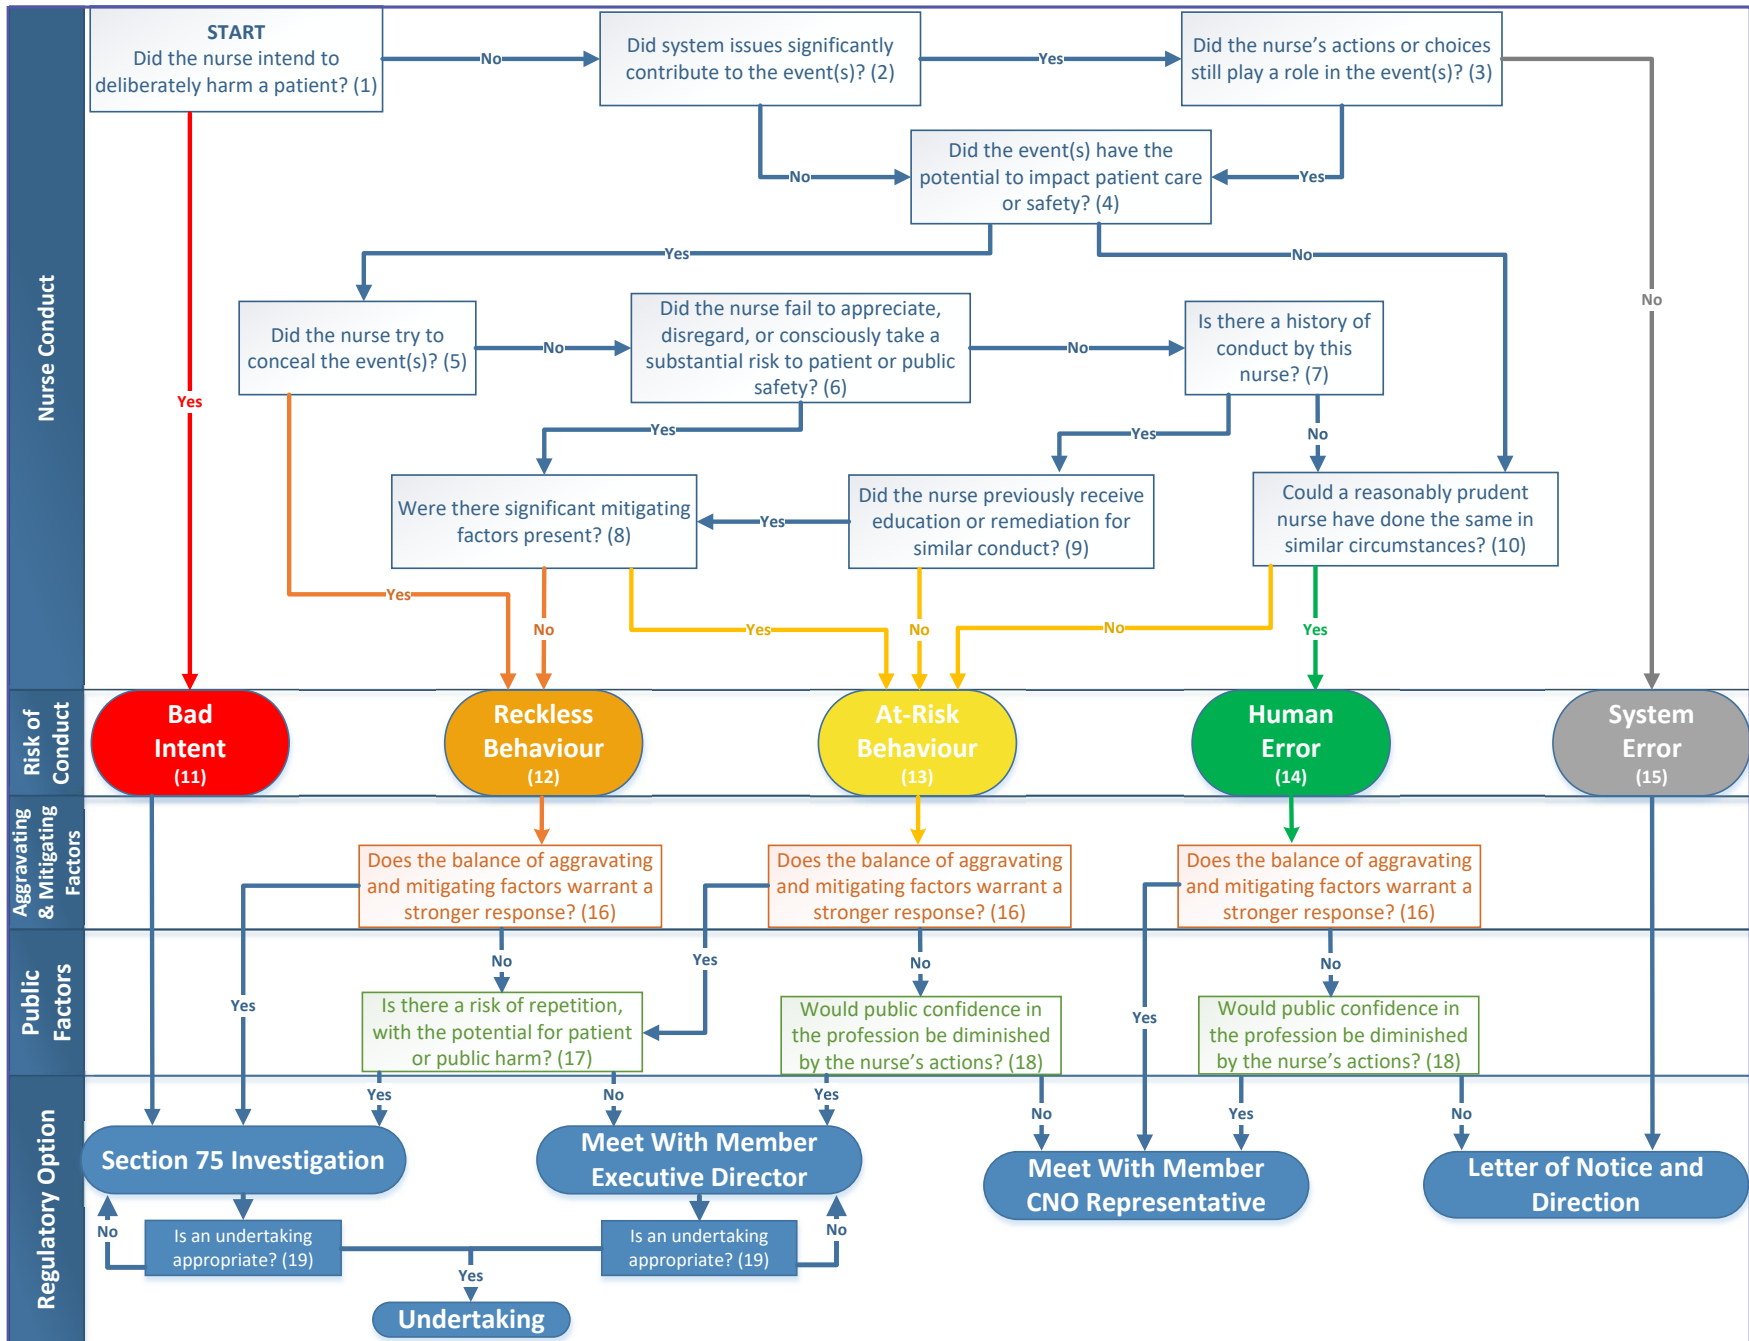 START
Did the nurse intend to
deliberately harm a patient? (1)
No
Did system issues significantly
contribute to the event(s)? (2)
Yes
Did the nurse’s actions or choices
still play a role in the event(s)? (3)
No
Did the event(s) have the
potential to impact patient care
or safety? (4)
Yes
Yes
No
No
Nurse Conduct
Did the nurse try to
conceal the event(s)? (5)
No
Did the nurse fail to appreciate,
disregard, or consciously take a
substantial risk to patient or public
safety? (6)
No
Is there a history of
conduct by this
nurse? (7)
Yes
Yes
Yes
No
Were there significant mitigating
factors present? (8)
Yes
Did the nurse previously receive
education or remediation for
similar conduct? (9)
Could a reasonably prudent
nurse have done the same in
similar circumstances? (10)
Yes
No
Yes
No
No
Yes
Risk of
Conduct
Bad
Intent
(11)
Reckless
Behaviour
(12)
At-Risk
Behaviour
(13)
Human
Error
(14)
System
Error
(15)
Aggravating
& Mitigating
Factors
Does the balance of aggravating
and mitigating factors warrant a
stronger response? (16)
Does the balance of aggravating
and mitigating factors warrant a
stronger response? (16)
Does the balance of aggravating
and mitigating factors warrant a
stronger response? (16)
Public
Factors
No
Yes
No
No
Yes
Is there a risk of repetition,
with the potential for patient
or public harm? (17)
Would public confidence in
the profession be diminished
by the nurse’s actions? (18)
Yes
Would public confidence in
the profession be diminished
by the nurse’s actions? (18)
Regulatory Option
Yes
No
Yes
No
Yes
No
Section 75 Investigation
Meet With Member
Executive Director
Meet With Member
CNO Representative
Letter of Notice and
Direction
No
Is an undertaking
appropriate? (19)
Is an undertaking
appropriate? (19)
No
Yes
Undertaking